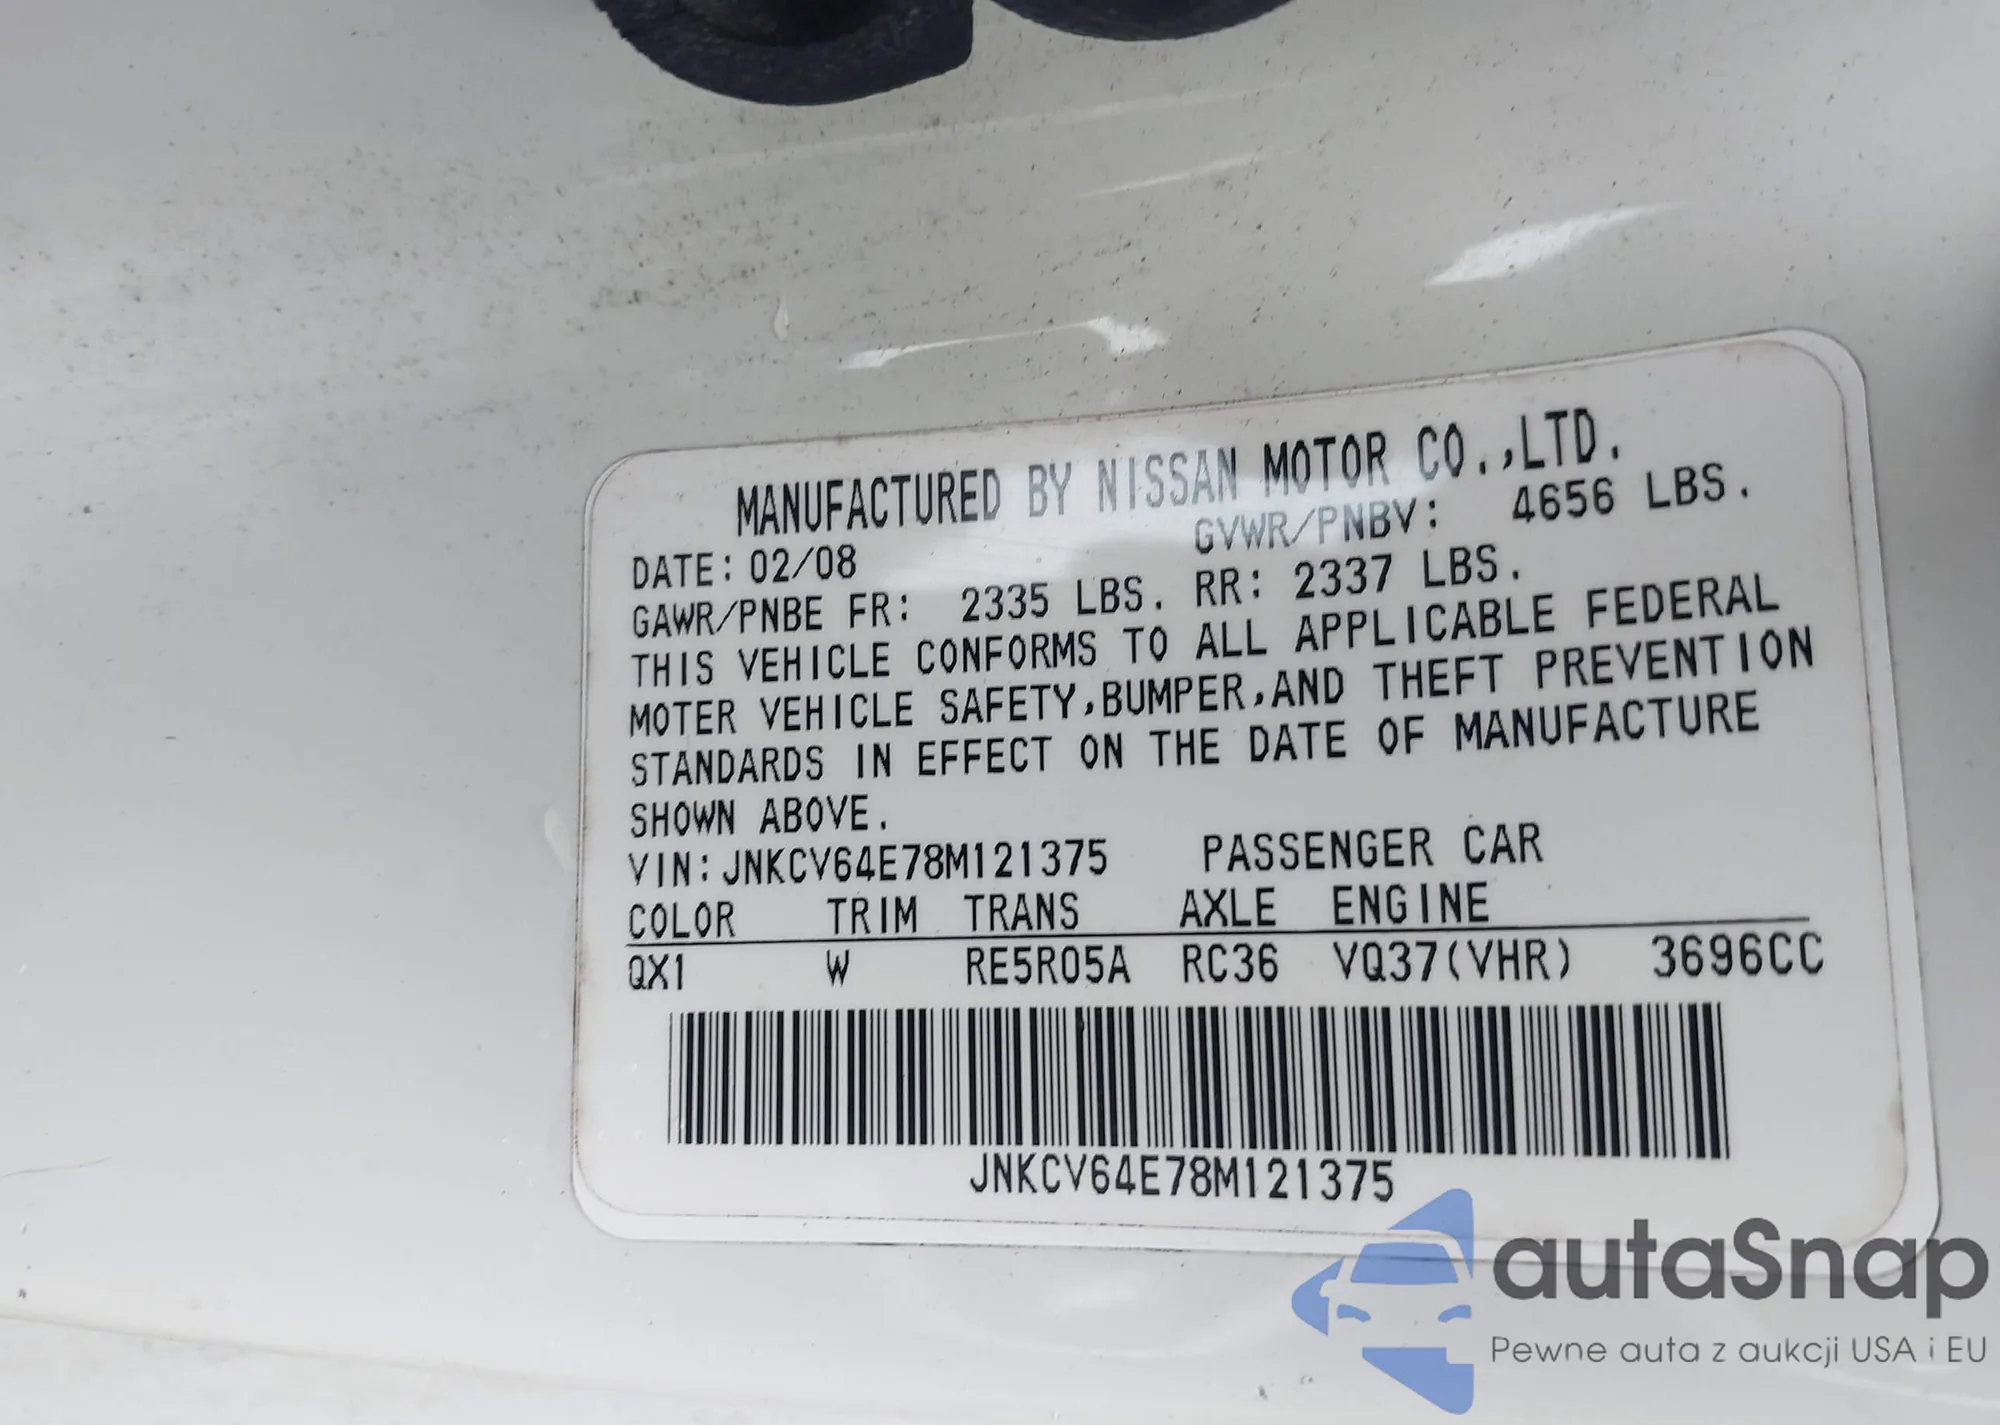 MANUFACTURED BY NISSAN MOTOR CO.,LTD.
DATE: 02/08 GVWR/PNBV: 4656 LBS.
GAWR/PNBE FR: 2335 LBS. RR: 2337 LBS.
THIS VEHICLE CONFORMS TO ALL APPLICABLE FEDERAL
MOTER VEHICLE SAFETY,BUMPER,AND THEFT PREVENTION
STANDARDS IN EFFECT ON THE DATE OF MANUFACTURE
SHOWN ABOVE.
VIN:JNKCV64E78M121375 PASSENGER CAR
COLOR TRIM TRANS AXLE ENGINE
QX1 W RE5R05A RC36 VQ37(VHR) 3696CC
JNKCV64E78M121375
autaSnap
Pewne auta z aukcji USA i EU